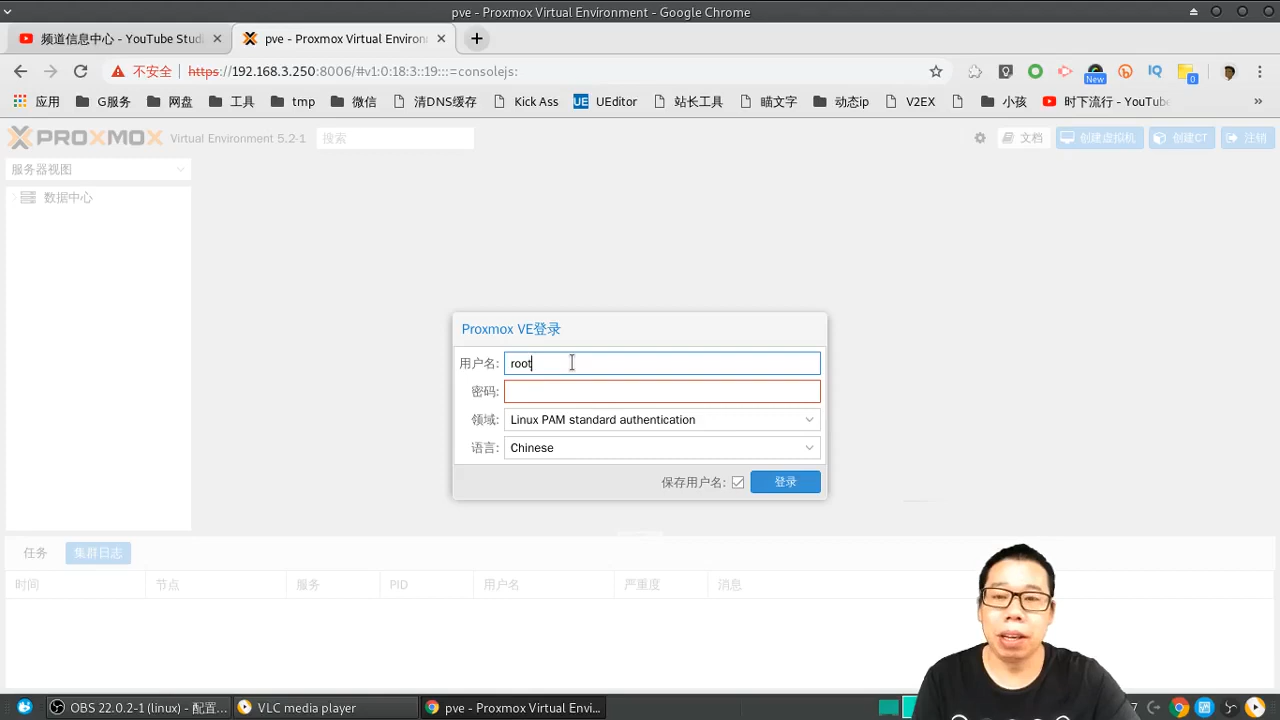 pve - Proxmox Virtual Environment - Google Chrome
频道信息中心 - YouTube Stud
pve - Proxmox Virtual Environ
不安全
https://192.168.3.250:8006/#v1:0:18:3::19:::=consolejs:
New
IQ
0
应用
G服务
网盘
工具
tmp
微信
清DNS缓存
Kick Ass
UE
UEditor
站长工具
瞄文字
动态ip
V2EX
小孩
时下流行 - YouTube
»
PROXMOX
Virtual Environment 5.2-1
搜索
文档
创建虚拟机
创建CT
注销
服务器视图
数据中心
Proxmox VE登录
用户名: root
密码:
领域: Linux PAM standard authentication
语言: Chinese
保存用户名:
登录
任务
集群日志
时间
节点
服务
PID
用户名
严重度
消息
OBS 22.0.2-1 (linux) - 配置...
VLC media player
pve - Proxmox Virtual Envi...